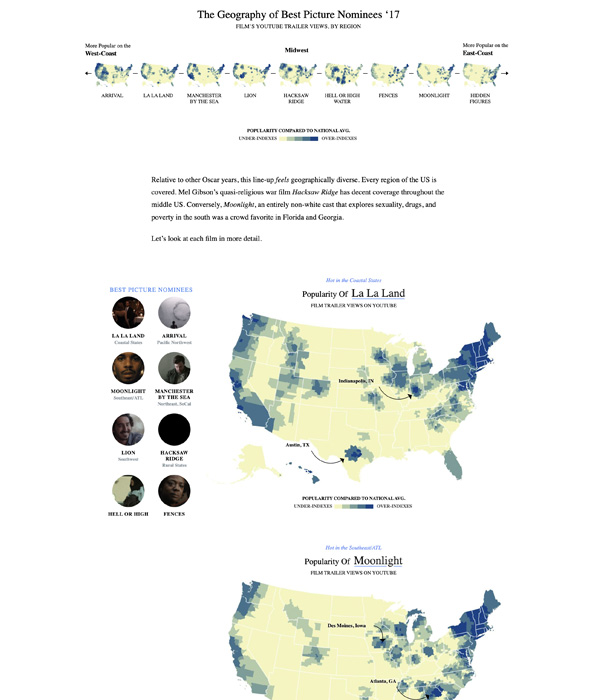 The Geography of Best Picture Nominees ‘17
FILM'S YOUTUBE TRAILER VIEWS, BY REGION
More Popular on the
West-Coast
Midwest
More Popular on the
East-Coast
ARRIVAL
LA LA LAND
MANCHESTER
BY THE SEA
LION
HACKSAW
RIDGE
HELL OR HIGH
WATER
FENCES
MOONLIGHT
HIDDEN
FIGURES
POPULARITY COMPARED TO NATIONAL AVG.
UNDER-INDEXES OVER-INDEXES
Relative to other Oscar years, this line-up feels geographically diverse. Every region of the US is
covered. Mel Gibson’s quasi-religious war film Hacksaw Ridge has decent coverage throughout the
middle US. Conversely, Moonlight, an entirely non-white cast that explores sexuality, drugs, and
poverty in the south was a crowd favorite in Florida and Georgia.
Let’s look at each film in more detail.
BEST PICTURE NOMINEES
LA LA LAND
Coastal States
ARRIVAL
Pacific Northwest
MOONLIGHT
Southeast/ATL
MANCHESTER
BY THE SEA
Northeast, SoCal
LION
Southwest
HACKSAW
RIDGE
Rural States
HELL OR HIGH
FENCES
Hot in the Coastal States
Popularity Of La La Land
FILM TRAILER VIEWS ON YOUTUBE
Indianapolis, IN
Austin, TX
POPULARITY COMPARED TO NATIONAL AVG.
UNDER-INDEXES OVER-INDEXES
Hot in the Southeast/ATL
Popularity Of Moonlight
FILM TRAILER VIEWS ON YOUTUBE
Des Moines, Iowa
Atlanta, GA